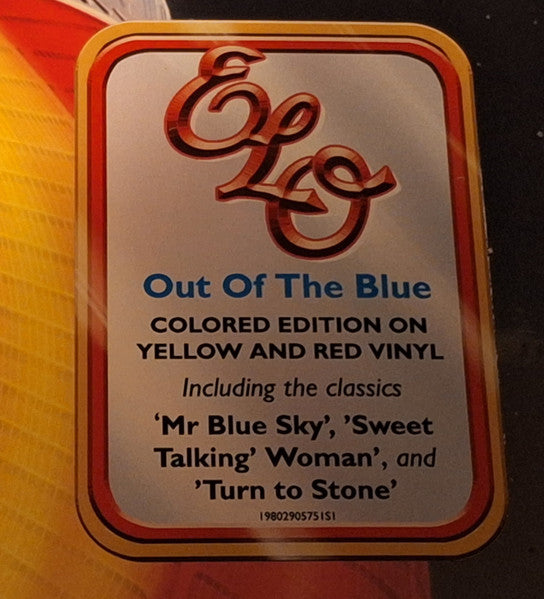 ELO
Out Of The Blue
COLORED EDITION ON
YELLOW AND RED VINYL
Including the classics
‘Mr Blue Sky’, ’Sweet
Talking’ Woman’, and
’Turn to Stone’
19802905751S1